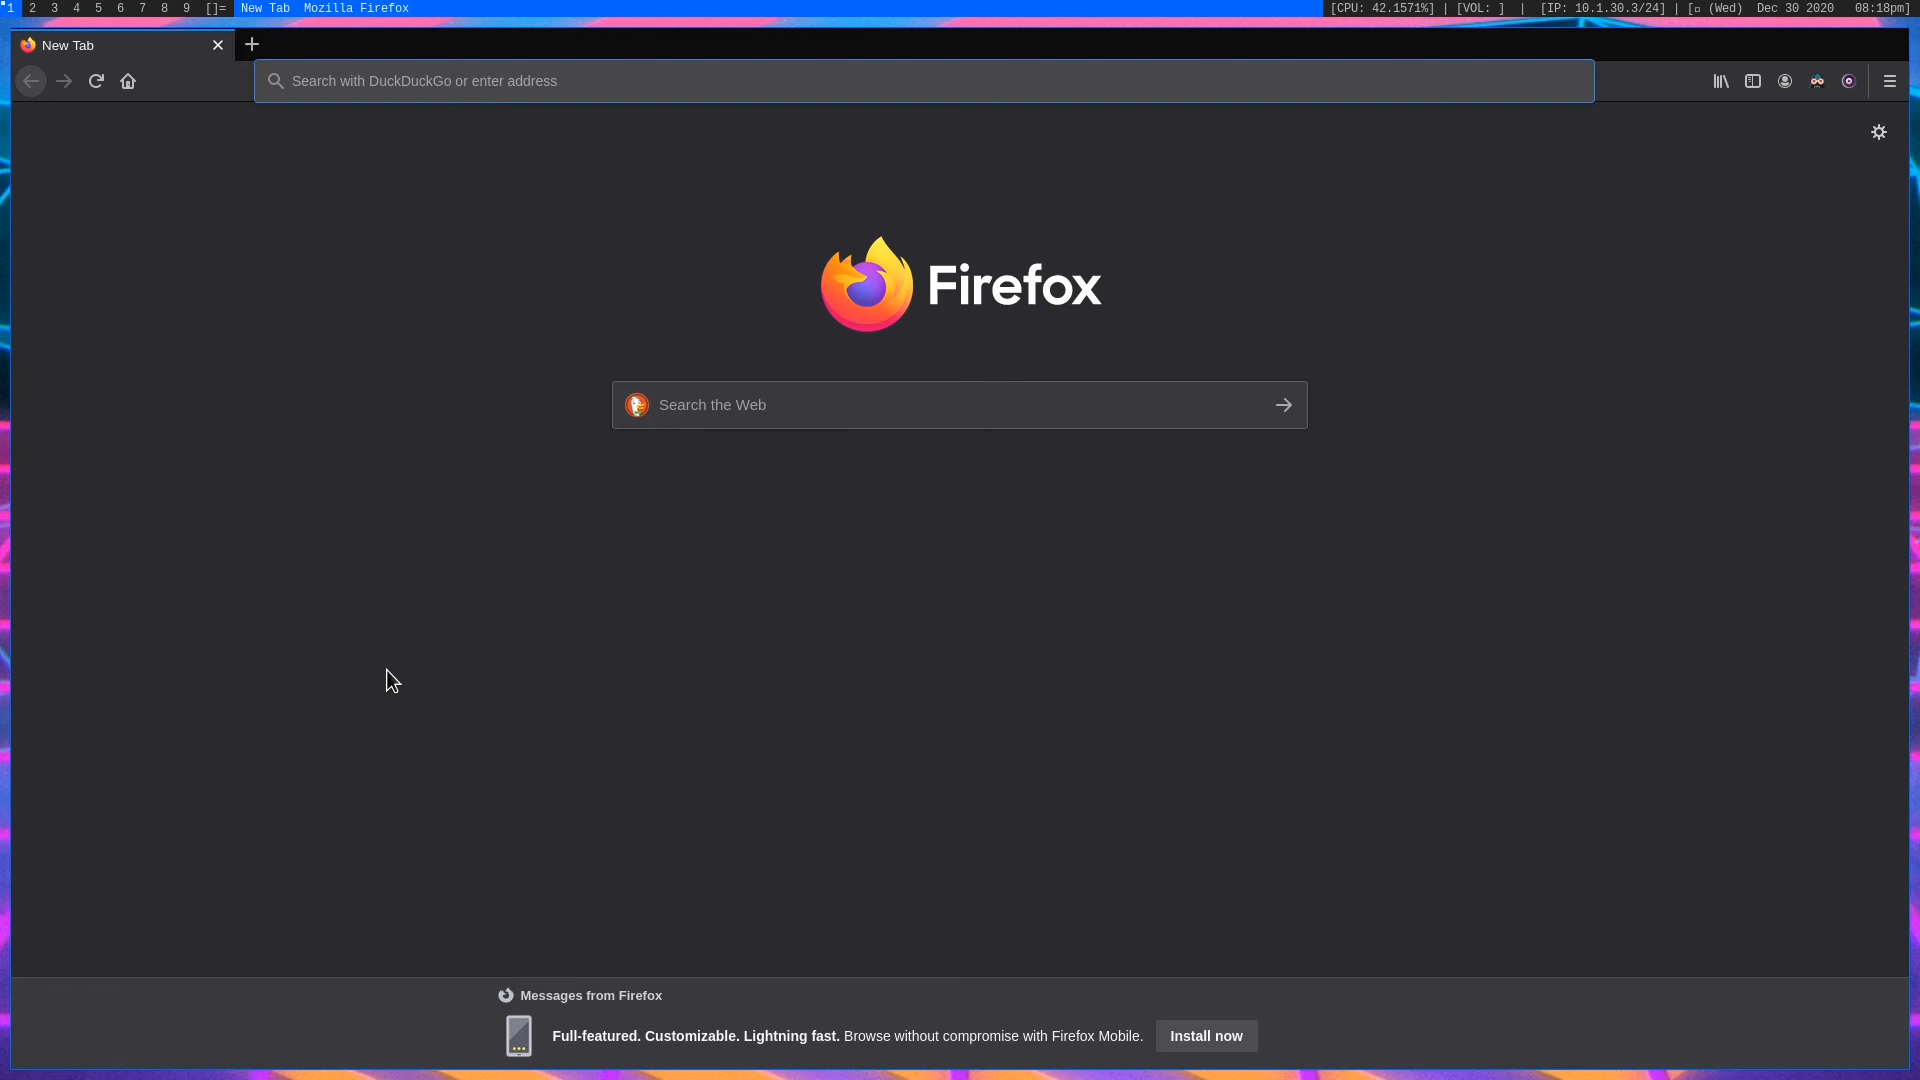 1 2 3 4 5 6 7 8 9 []= New Tab Mozilla Firefox [CPU: 42.1571%] | [VOL: ] | [IP: 10.1.30.3/24] | [ (Wed) Dec 30 2020 08:18pm]
New Tab
Search with DuckDuckGo or enter address
Firefox
Search the Web
Messages from Firefox
Full-featured. Customizable. Lightning fast. Browse without compromise with Firefox Mobile. Install now